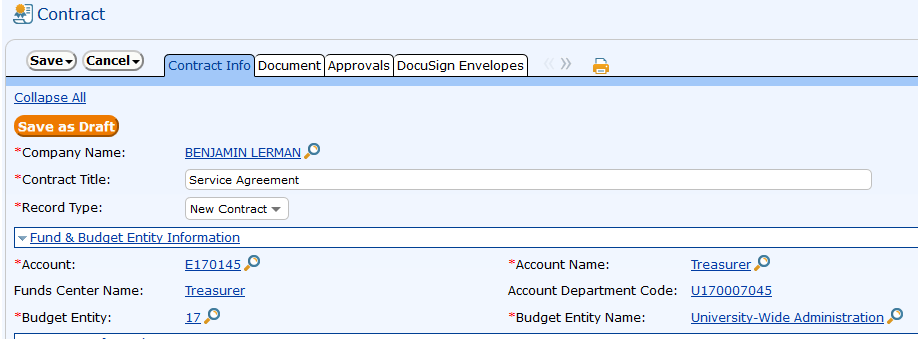 Contract
Save Cancel Contract Info Document Approvals DocuSign Envelopes
Collapse All
Save as Draft
*Company Name: BENJAMIN LERMAN
*Contract Title: Service Agreement
*Record Type: New Contract
Fund & Budget Entity Information
*Account: E170145 *Account Name: Treasurer
Funds Center Name: Treasurer Account Department Code: U170007045
*Budget Entity: 17 *Budget Entity Name: University-Wide Administration